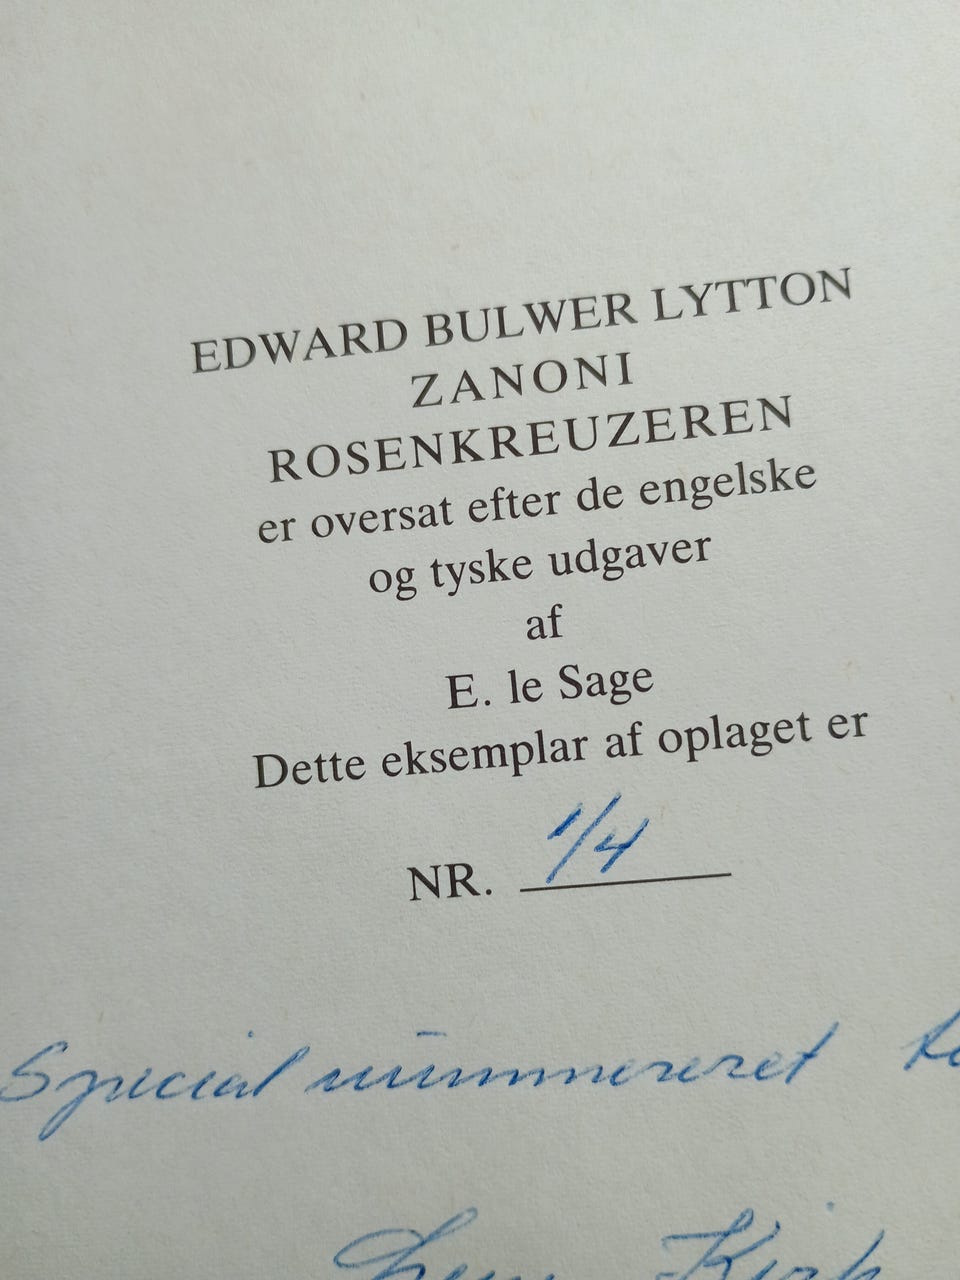 EDWARD BULWER LYTTON
ZANONI
ROSENKREUZEREN
er oversat efter de engelske
og tyske udgaver
af
E. le Sage
Dette eksemplar af oplaget er
NR. 1/4
Special nummereret